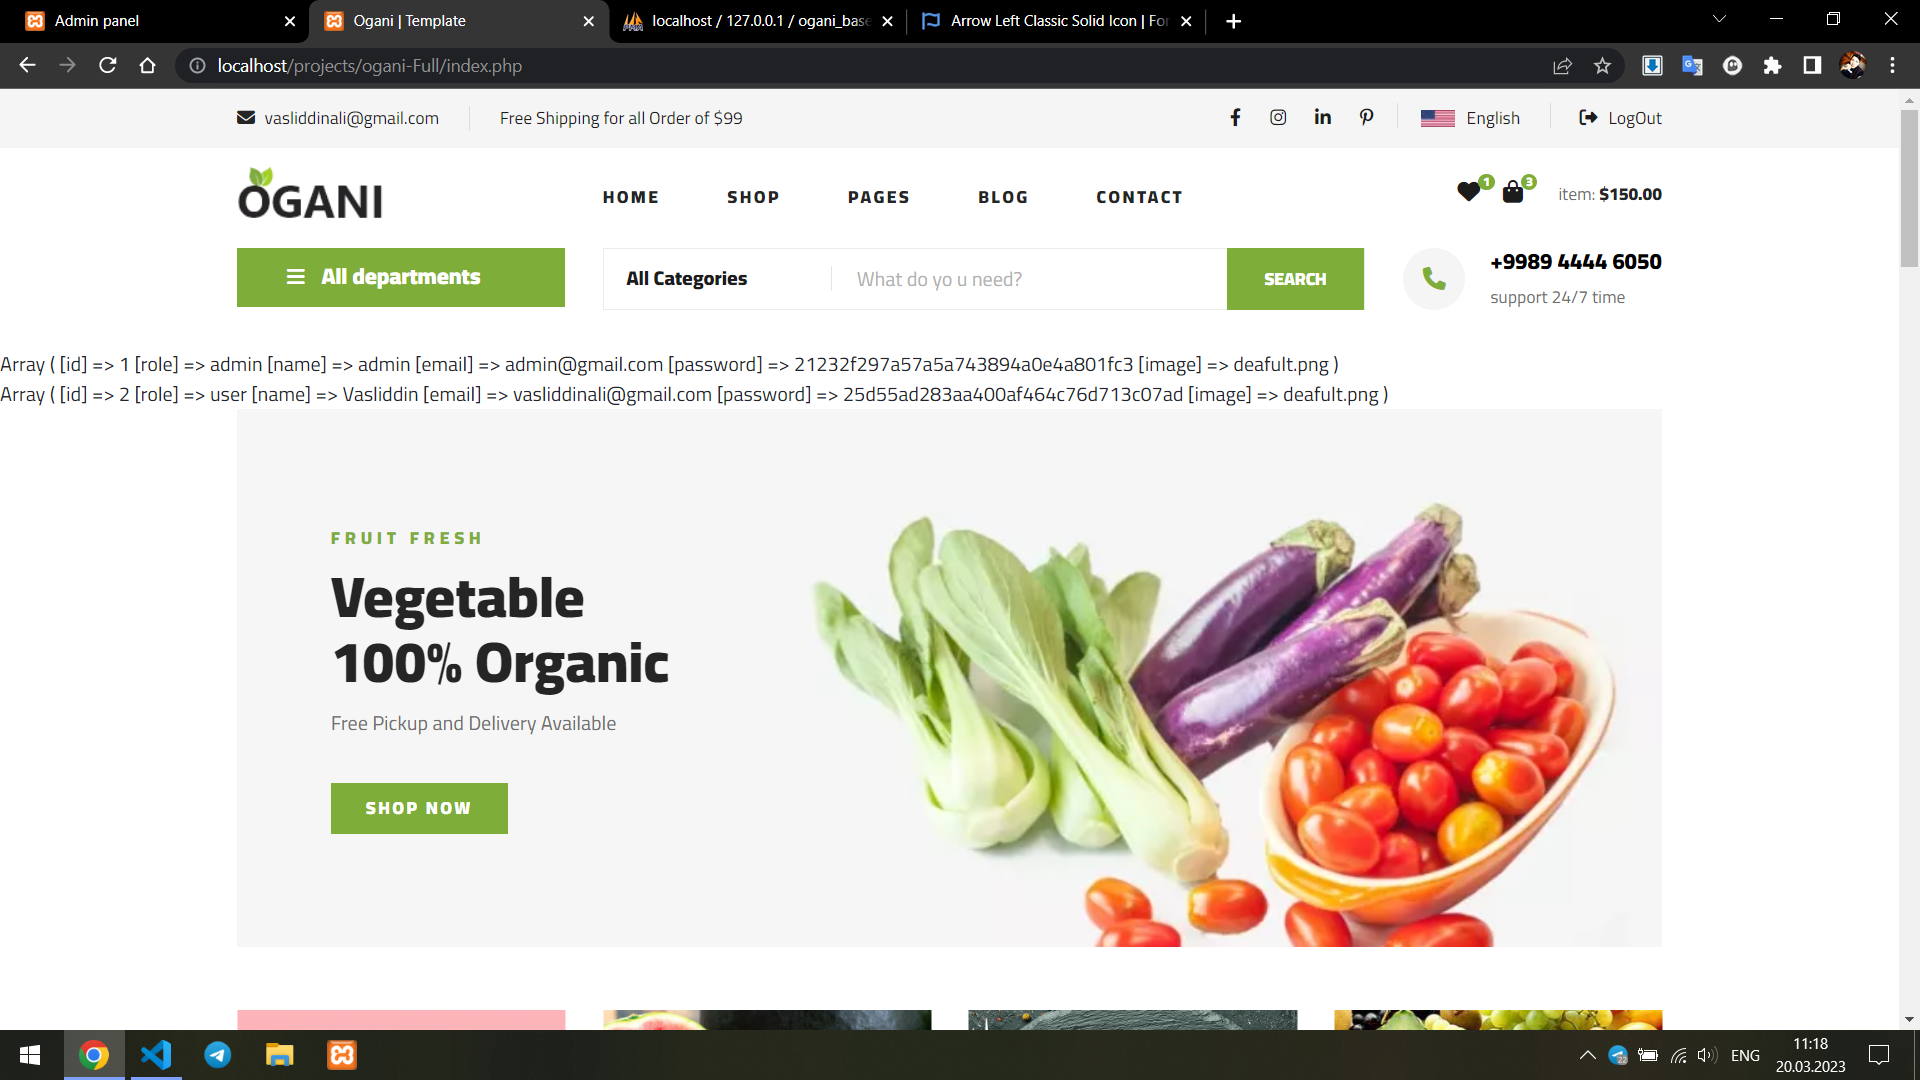 Admin panel
Ogani | Template
localhost / 127.0.0.1 / ogani_base
Arrow Left Classic Solid Icon | For
localhost/projects/ogani-Full/index.php
vasliddinali@gmail.com
Free Shipping for all Order of $99
English
LogOut
OGANI
HOME
SHOP
PAGES
BLOG
CONTACT
1
3
item: $150.00
All departments
All Categories
What do yo u need?
SEARCH
+9989 4444 6050
support 24/7 time
Array ( [id] => 1 [role] => admin [name] => admin [email] => admin@gmail.com [password] => 21232f297a57a5a743894a0e4a801fc3 [image] => deafult.png )
Array ( [id] => 2 [role] => user [name] => Vasliddin [email] => vasliddinali@gmail.com [password] => 25d55ad283aa400af464c76d713c07ad [image] => deafult.png )
FRUIT FRESH
Vegetable
100% Organic
Free Pickup and Delivery Available
SHOP NOW
ENG
11:18
20.03.2023